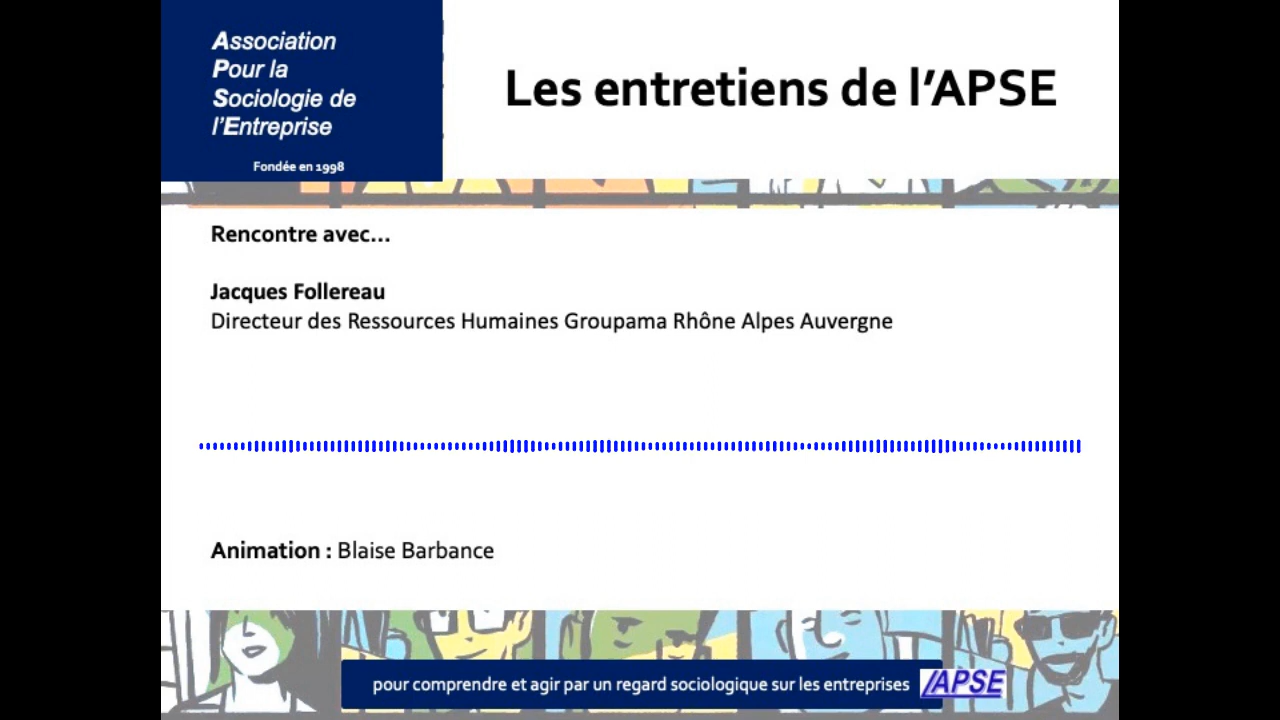 Association
Pour la
Sociologie de
l'Entreprise
Fondée en 1998
Les entretiens de l'APSE
Rencontre avec...
Jacques Follereau
Directeur des Ressources Humaines Groupama Rhône Alpes Auvergne
Animation : Blaise Barbance
pour comprendre et agir par un regard sociologique sur les entreprises
APSE